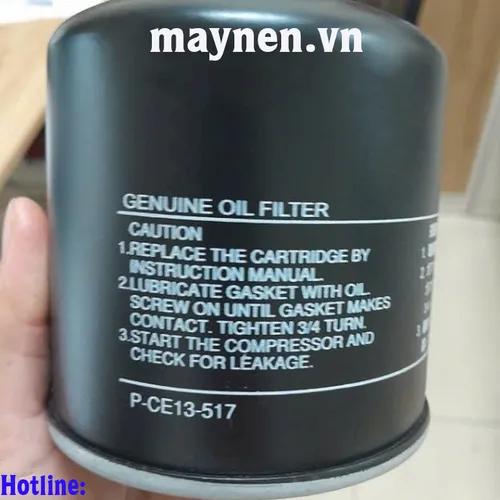 maynen.vn
GENUINE OIL FILTER
CAUTION
1.REPLACE THE CARTRIDGE BY
INSTRUCTION MANUAL.
2.LUBRICATE GASKET WITH OIL.
SCREW ON UNTIL GASKET MAKES
CONTACT. TIGHTEN 3/4 TURN.
3.START THE COMPRESSOR AND
CHECK FOR LEAKAGE.
P-CE13-517
Hotline: